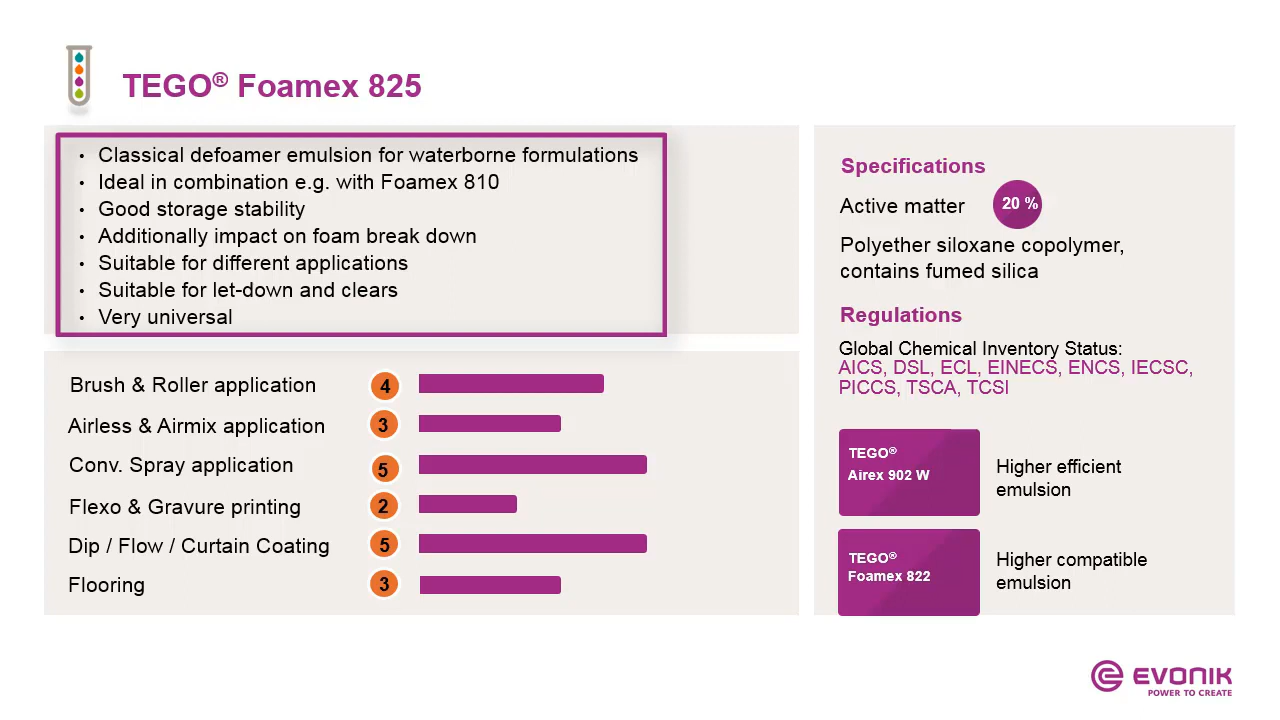 TEGO® Foamex 825
• Classical defoamer emulsion for waterborne formulations
• Ideal in combination e.g. with Foamex 810
• Good storage stability
• Additionally impact on foam break down
• Suitable for different applications
• Suitable for let-down and clears
• Very universal
Brush & Roller application 4
Airless & Airmix application 3
Conv. Spray application 5
Flexo & Gravure printing 2
Dip / Flow / Curtain Coating 5
Flooring 3
Specifications
Active matter 20 %
Polyether siloxane copolymer,
contains fumed silica
Regulations
Global Chemical Inventory Status:
AICS, DSL, ECL, EINECS, ENCS, IECSC,
PICCS, TSCA, TCSI
TEGO®
Airex 902 W
Higher efficient
emulsion
TEGO®
Foamex 822
Higher compatible
emulsion
EVONIK
POWER TO CREATE